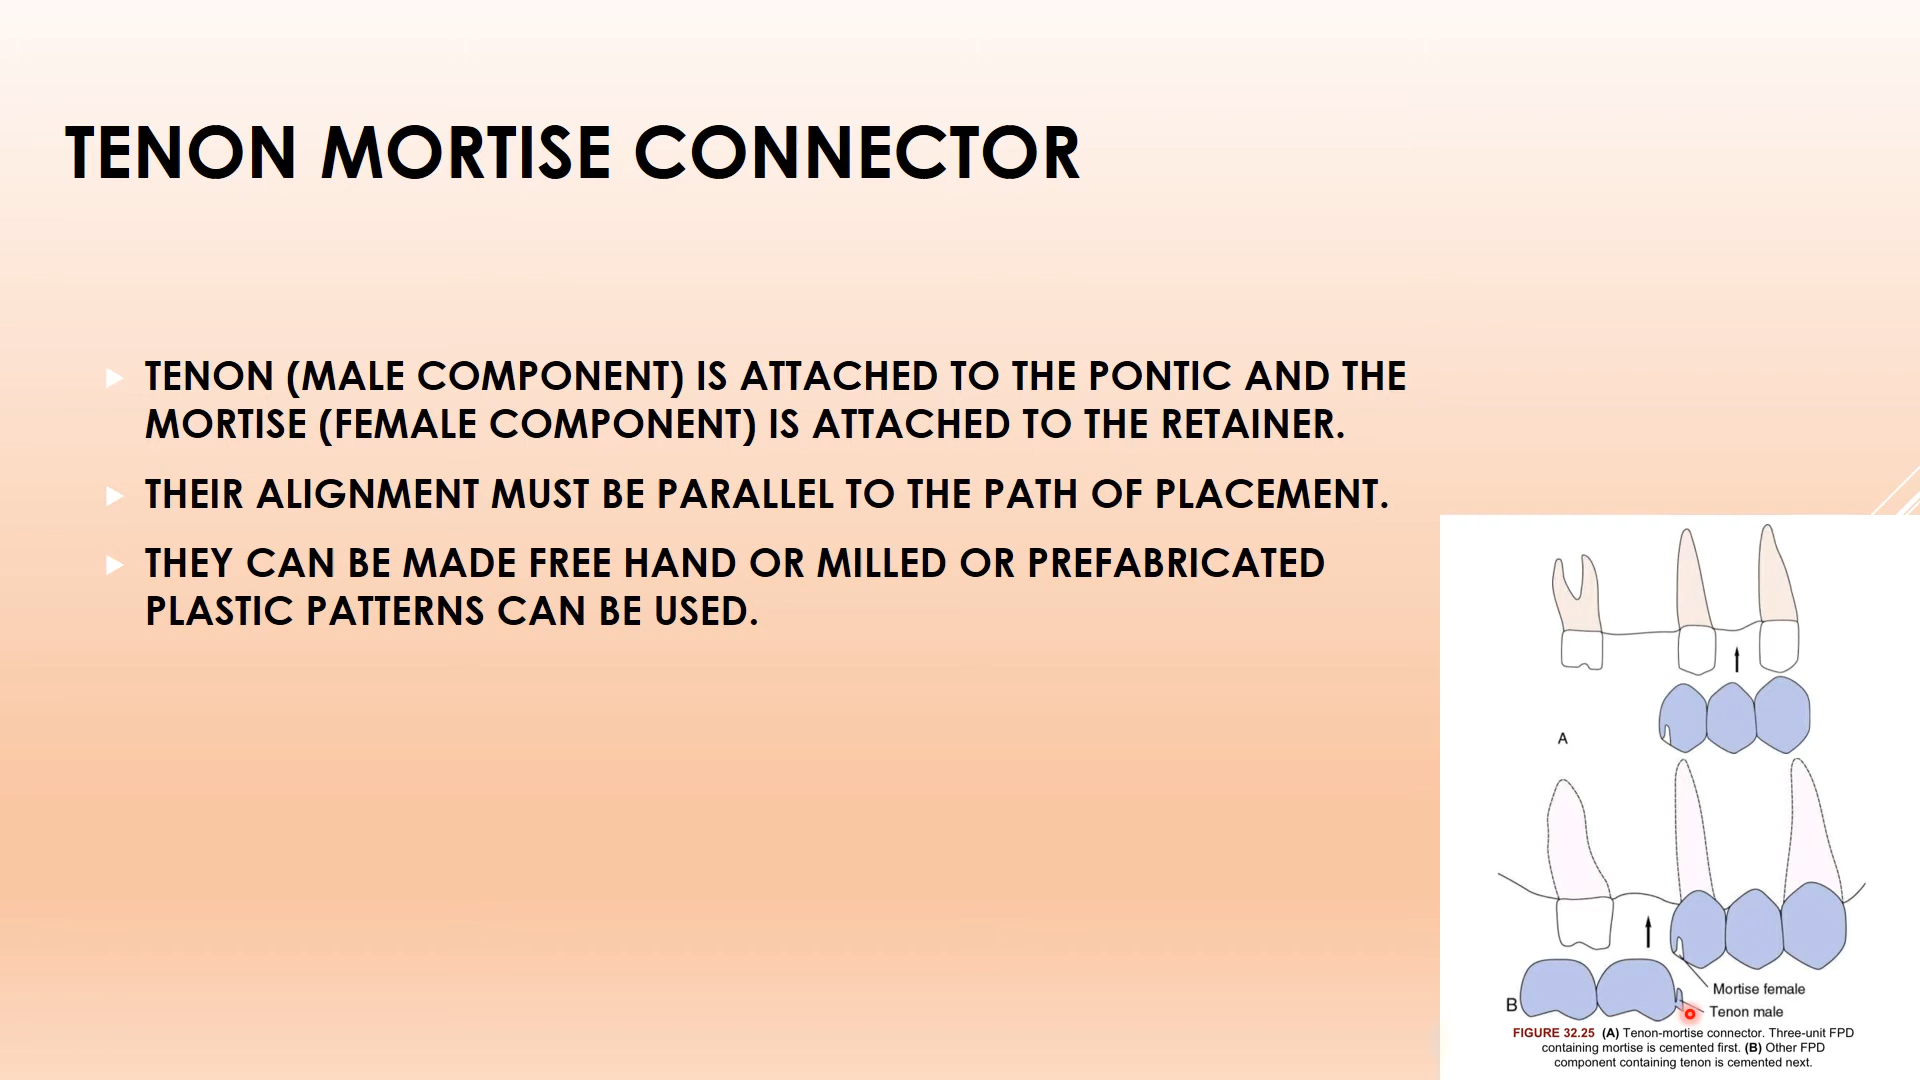 TENON MORTISE CONNECTOR
TENON (MALE COMPONENT) IS ATTACHED TO THE PONTIC AND THE
MORTISE (FEMALE COMPONENT) IS ATTACHED TO THE RETAINER.
THEIR ALIGNMENT MUST BE PARALLEL TO THE PATH OF PLACEMENT.
THEY CAN BE MADE FREE HAND OR MILLED OR PREFABRICATED
PLASTIC PATTERNS CAN BE USED.
A
Mortise female
B
Tenon male
FIGURE 32.25 (A) Tenon-mortise connector. Three-unit FPD
containing mortise is cemented first. (B) Other FPD
component containing tenon is cemented next.